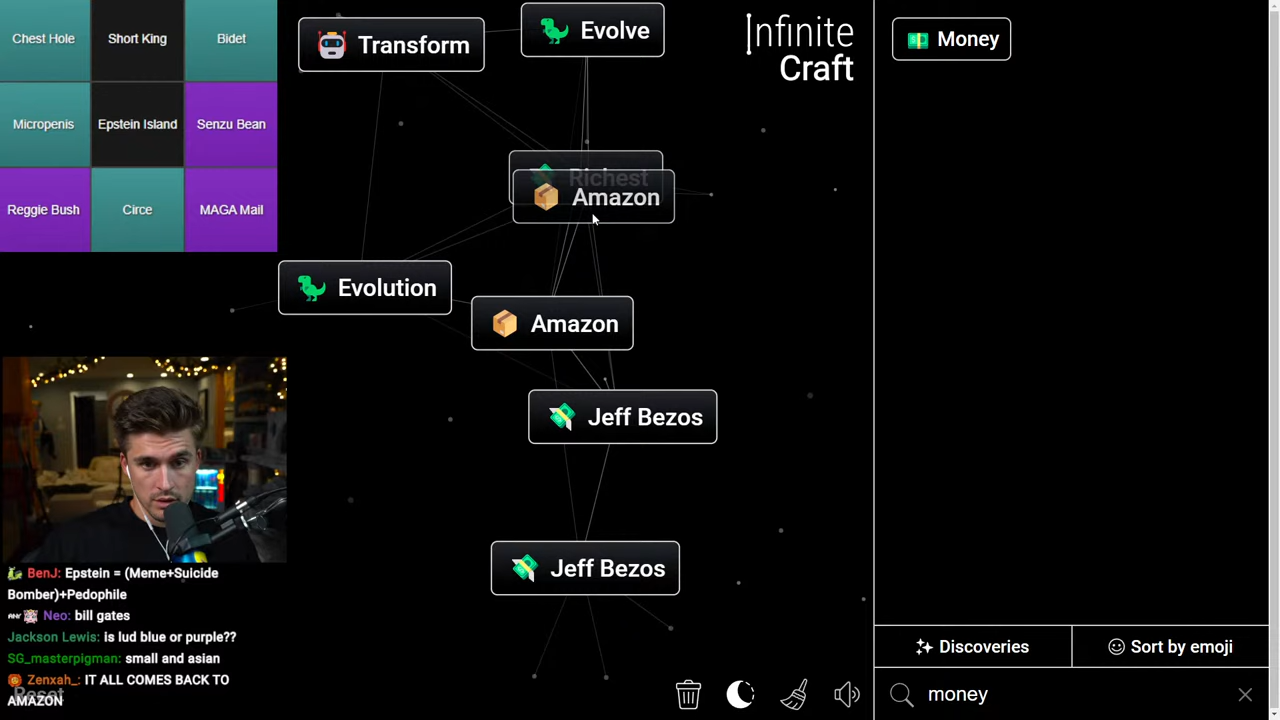 Chest Hole
Short King
Bidet
Micropenis
Epstein Island
Senzu Bean
Reggie Bush
Circe
MAGA Mail
Transform
Evolve
Infinite
Craft
Richest
Amazon
Evolution
Amazon
Jeff Bezos
Jeff Bezos
Money
BenJ: Epstein = (Meme+Suicide
Bomber)+Pedophile
Neo: bill gates
Jackson Lewis: is lud blue or purple??
SG_masterpigman: small and asian
Zenxah_: IT ALL COMES BACK TO
AMAZON
Reset
Discoveries
Sort by emoji
money